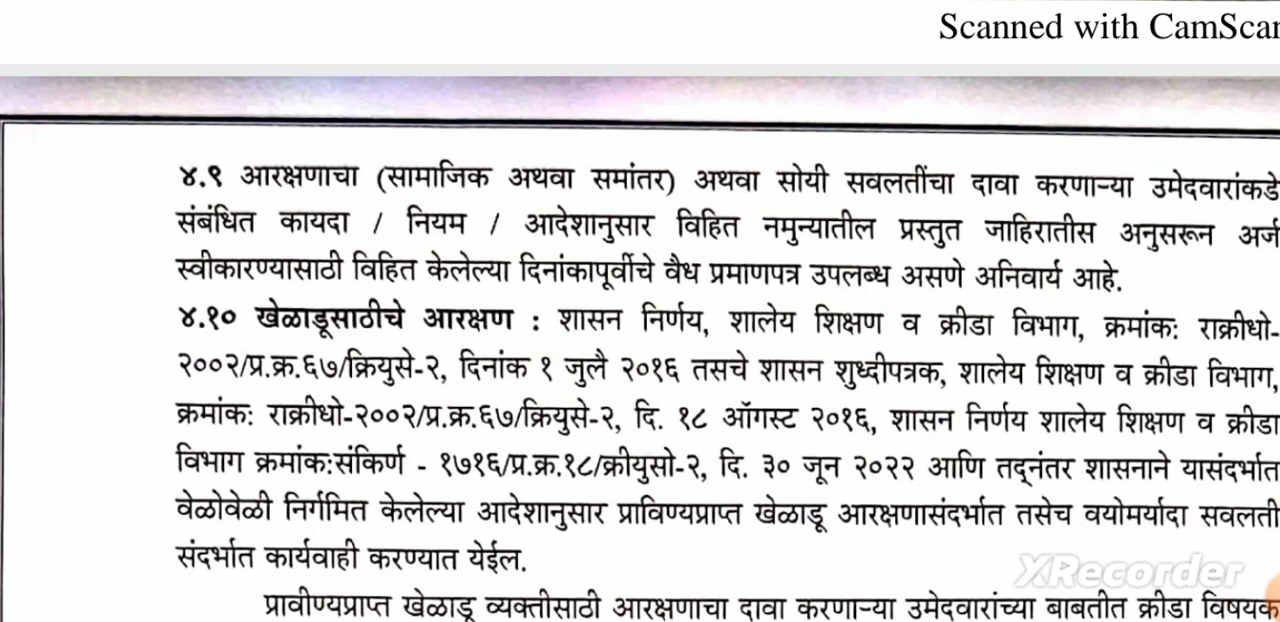 Scanned with CamScan
४.९ आरक्षणाचा (सामाजिक अथवा समांतर) अथवा सोयी सवलतींचा दावा करणाऱ्या उमेदवारांकडे
संबंधित कायदा / नियम / आदेशानुसार विहित नमुन्यातील प्रस्तुत जाहिरातीस अनुसरून अर्ज
स्वीकारण्यासाठी विहित केलेल्या दिनांकापूर्वीचे वैध प्रमाणपत्र उपलब्ध असणे अनिवार्य आहे.
४.१० खेळाडूसाठीचे आरक्षण : शासन निर्णय, शालेय शिक्षण व क्रीडा विभाग, क्रमांक: राक्रीधो-
२००२/प्र.क्र.६७/क्रियुसे-२, दिनांक १ जुलै २०१६ तसचे शासन शुध्दीपत्रक, शालेय शिक्षण व क्रीडा विभाग,
क्रमांक: राक्रीधो-२००२/प्र.क्र.६७/क्रियुसे-२, दि. १८ ऑगस्ट २०१६, शासन निर्णय शालेय शिक्षण व क्रीडा
विभाग क्रमांक:संकिर्ण - १७१६/प्र.क्र.१८/क्रीयुसो-२, दि. ३० जून २०२२ आणि तद्नंतर शासनाने यासंदर्भात
वेळोवेळी निर्गमित केलेल्या आदेशानुसार प्राविण्यप्राप्त खेळाडू आरक्षणासंदर्भात तसेच वयोमर्यादा सवलती
संदर्भात कार्यवाही करण्यात येईल.
XRecorder
प्रावीण्यप्राप्त खेळाडू व्यक्तीसाठी आरक्षणाचा दावा करणाऱ्या उमेदवारांच्या बाबतीत क्रीडा विषयक